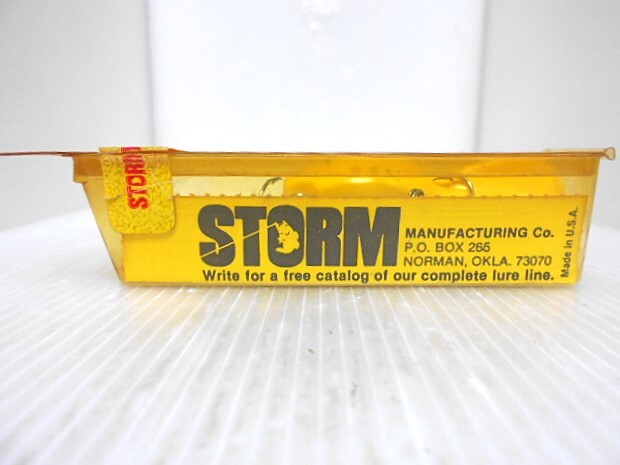 STORM
STORM
MANUFACTURING Co.
P.O. BOX 265
NORMAN, OKLA. 73070
Write for a free catalog of our complete lure line.
Made in U.S.A.